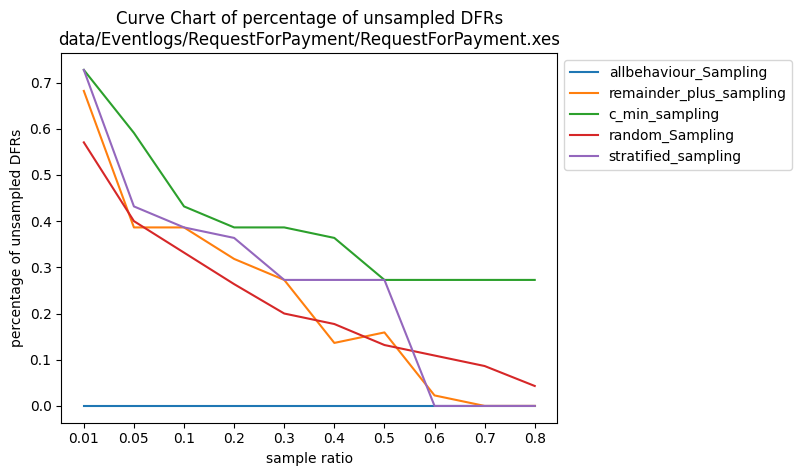 Curve Chart of percentage of unsampled DFRs
data/Eventlogs/RequestForPayment/RequestForPayment.xes
allbehaviour_Sampling
remainder_plus_sampling
c_min_sampling
random_Sampling
stratified_sampling
percentage of unsampled DFRs
0.7
0.6
0.5
0.4
0.3
0.2
0.1
0.0
0.01 0.05 0.1 0.2 0.3 0.4 0.5 0.6 0.7 0.8
sample ratio